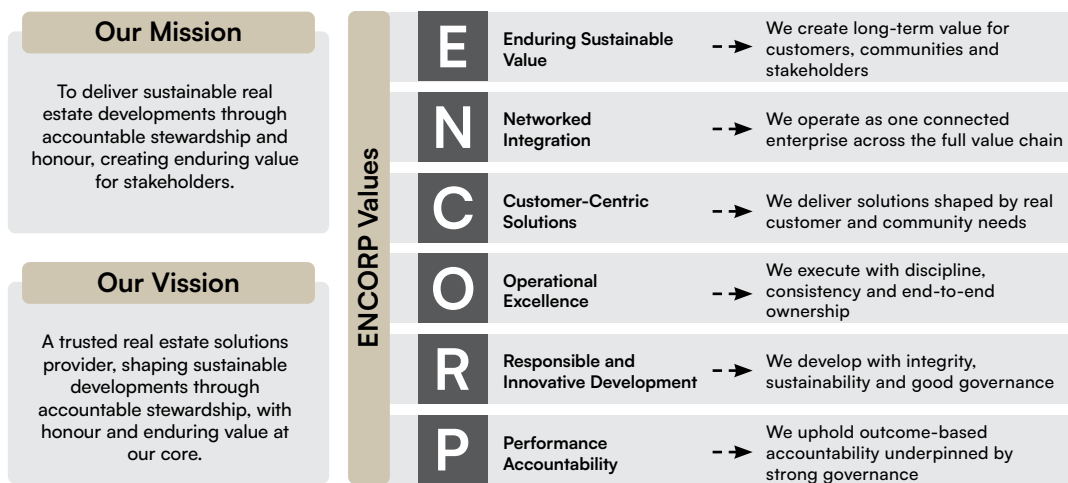 Our Mission
To deliver sustainable real
estate developments through
accountable stewardship and
honour, creating enduring value
for stakeholders.
Our Vission
A trusted real estate solutions
provider, shaping sustainable
developments through
accountable stewardship, with
honour and enduring value at
our core.
ENCORP Values
E
Enduring Sustainable
Value
We create long-term value for
customers, communities and
stakeholders
N
Networked
Integration
We operate as one connected
enterprise across the full value chain
C
Customer-Centric
Solutions
We deliver solutions shaped by real
customer and community needs
O
Operational
Excellence
We execute with discipline,
consistency and end-to-end
ownership
R
Responsible and
Innovative Development
We develop with integrity,
sustainability and good governance
P
Performance
Accountability
We uphold outcome-based
accountability underpinned by
strong governance